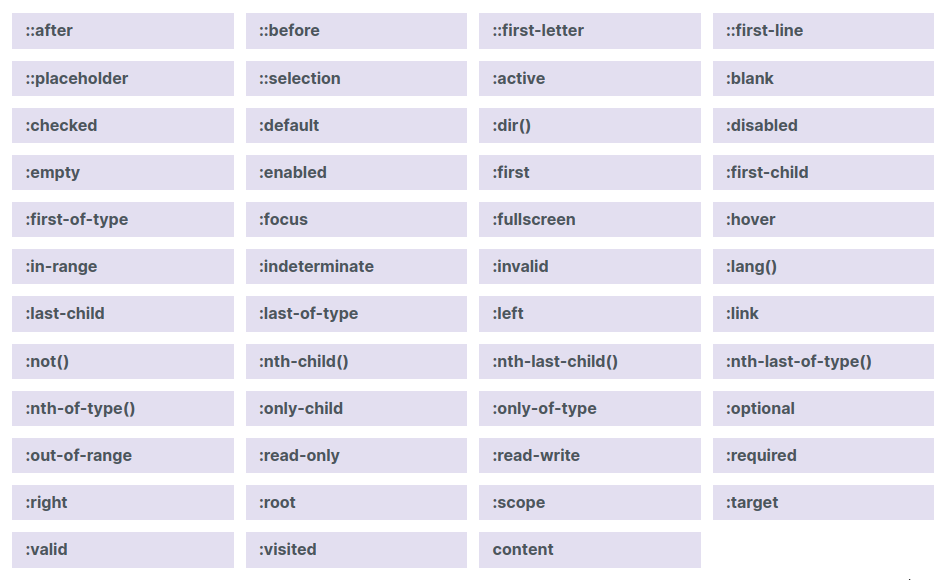 ::after
::before
::first-letter
::first-line
::placeholder
::selection
:active
:blank
:checked
:default
:dir()
:disabled
:empty
:enabled
:first
:first-child
:first-of-type
:focus
:fullscreen
:hover
:in-range
:indeterminate
:invalid
:lang()
:last-child
:last-of-type
:left
:link
:not()
:nth-child()
:nth-last-child()
:nth-last-of-type()
:nth-of-type()
:only-child
:only-of-type
:optional
:out-of-range
:read-only
:read-write
:required
:right
:root
:scope
:target
:valid
:visited
content